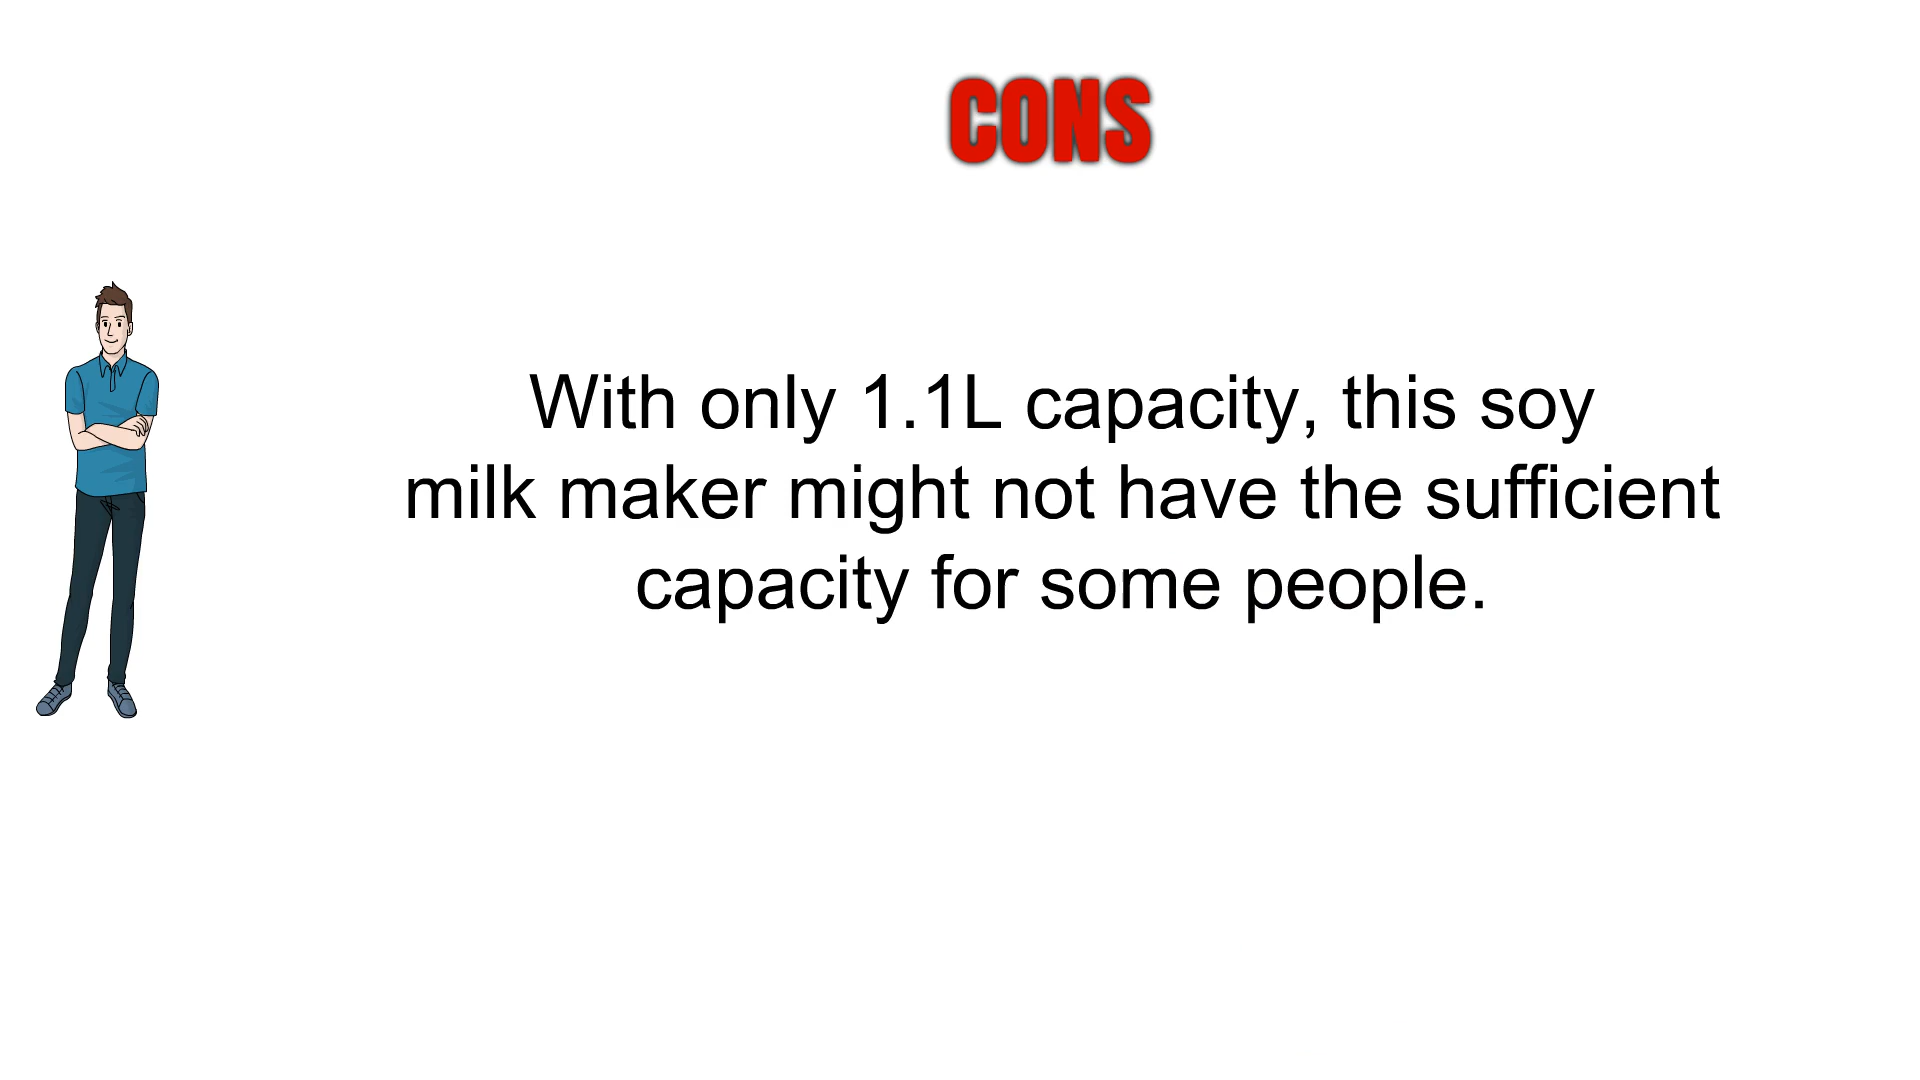 CONS
With only 1.1L capacity, this soy
milk maker might not have the sufficient
capacity for some people.